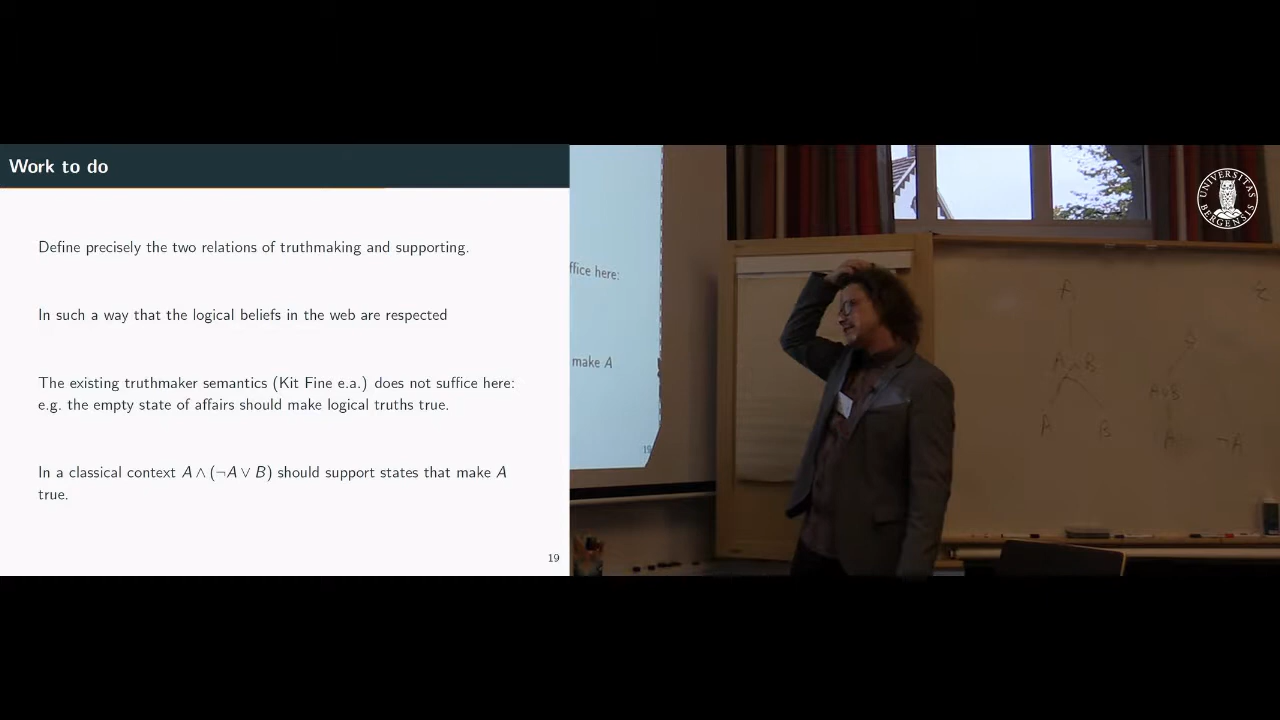 Work to do
Define precisely the two relations of truthmaking and supporting.
In such a way that the logical beliefs in the web are respected
The existing truthmaker semantics (Kit Fine e.a.) does not suffice here:
e.g. the empty state of affairs should make logical truths true.
In a classical context A ∧ (¬A ∨ B) should support states that make A
true.
19
ffice here:
make A
19
UNIVERSITAS
BERGENSIS
A
A ∧ B
A B
A
A ∨ B
A ¬A